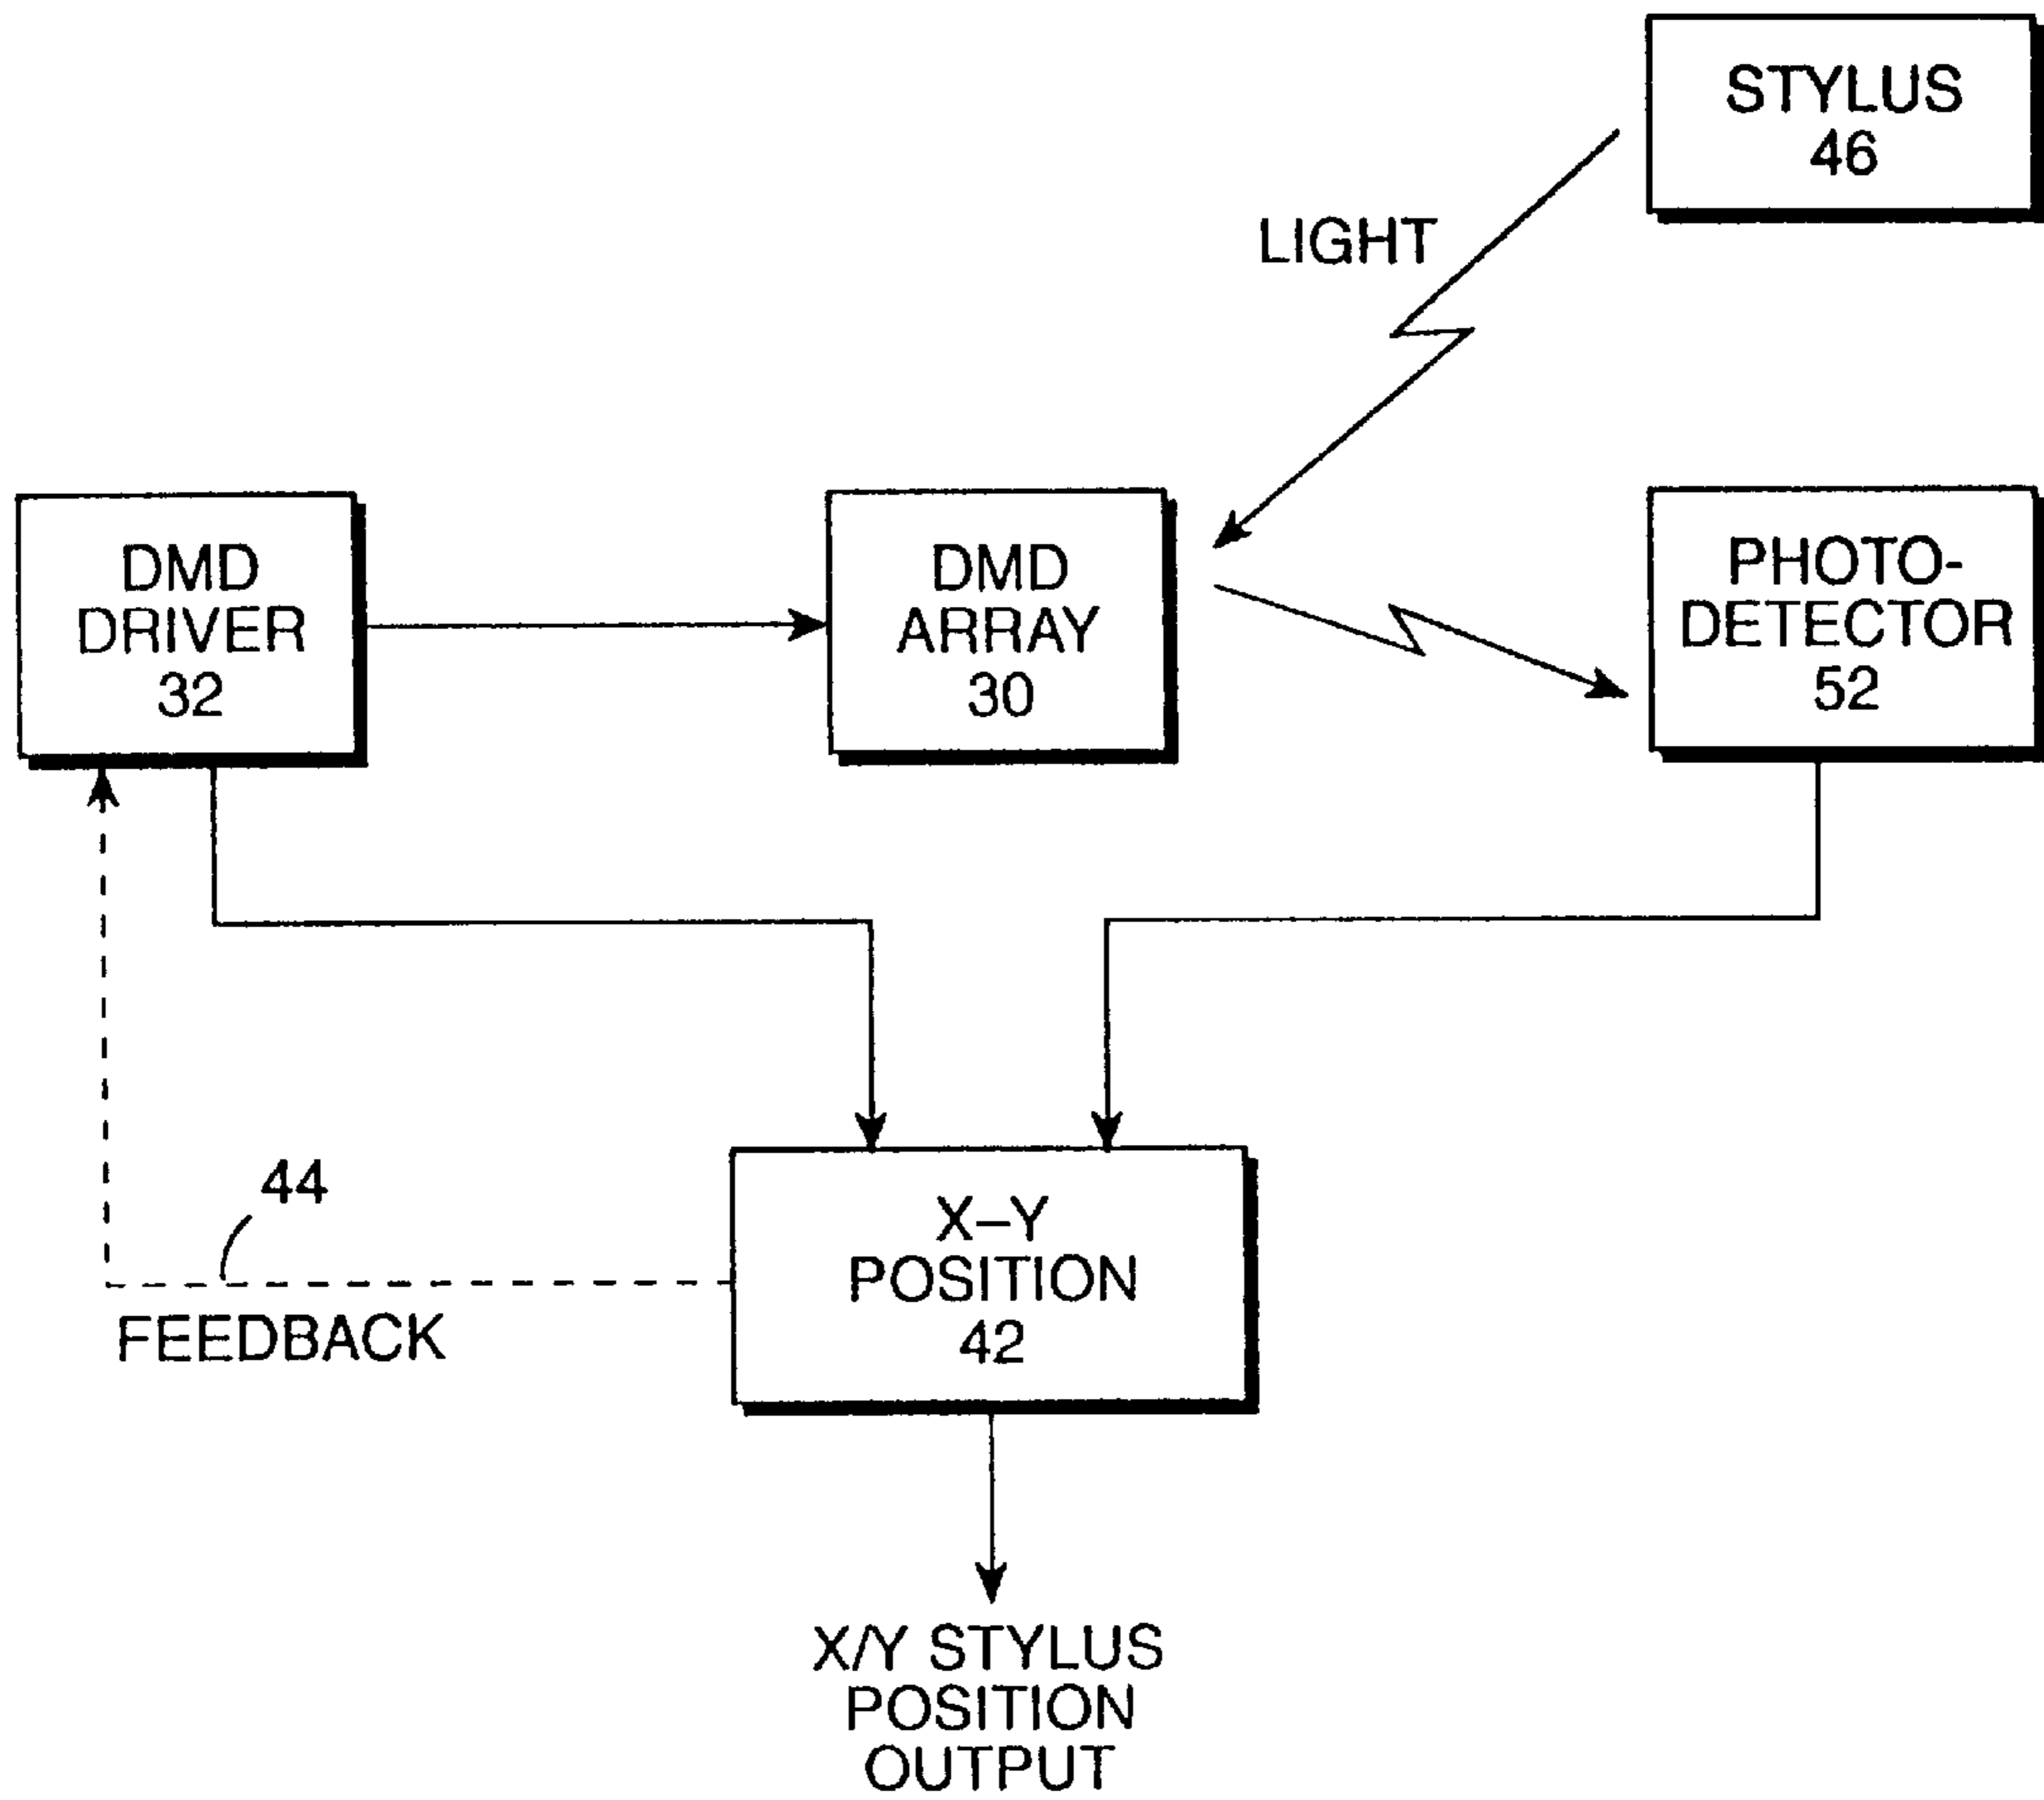 STYLUS
46
LIGHT
DMD
DRIVER
32
DMD
ARRAY
30
PHOTO-
DETECTOR
52
44
FEEDBACK
X–Y
POSITION
42
X/Y STYLUS
POSITION
OUTPUT